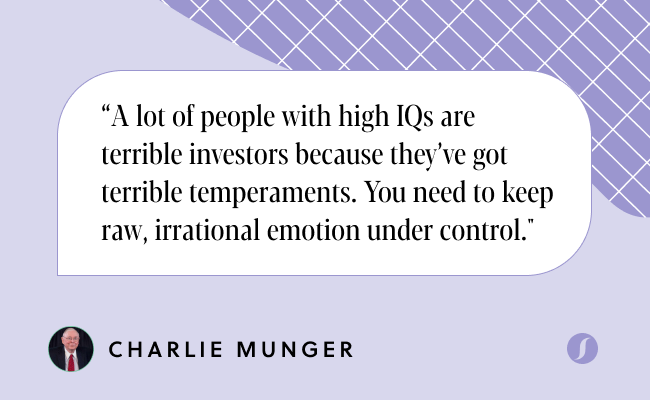 “A lot of people with high IQs are
terrible investors because they’ve got
terrible temperaments. You need to keep
raw, irrational emotion under control."
CHARLIE MUNGER